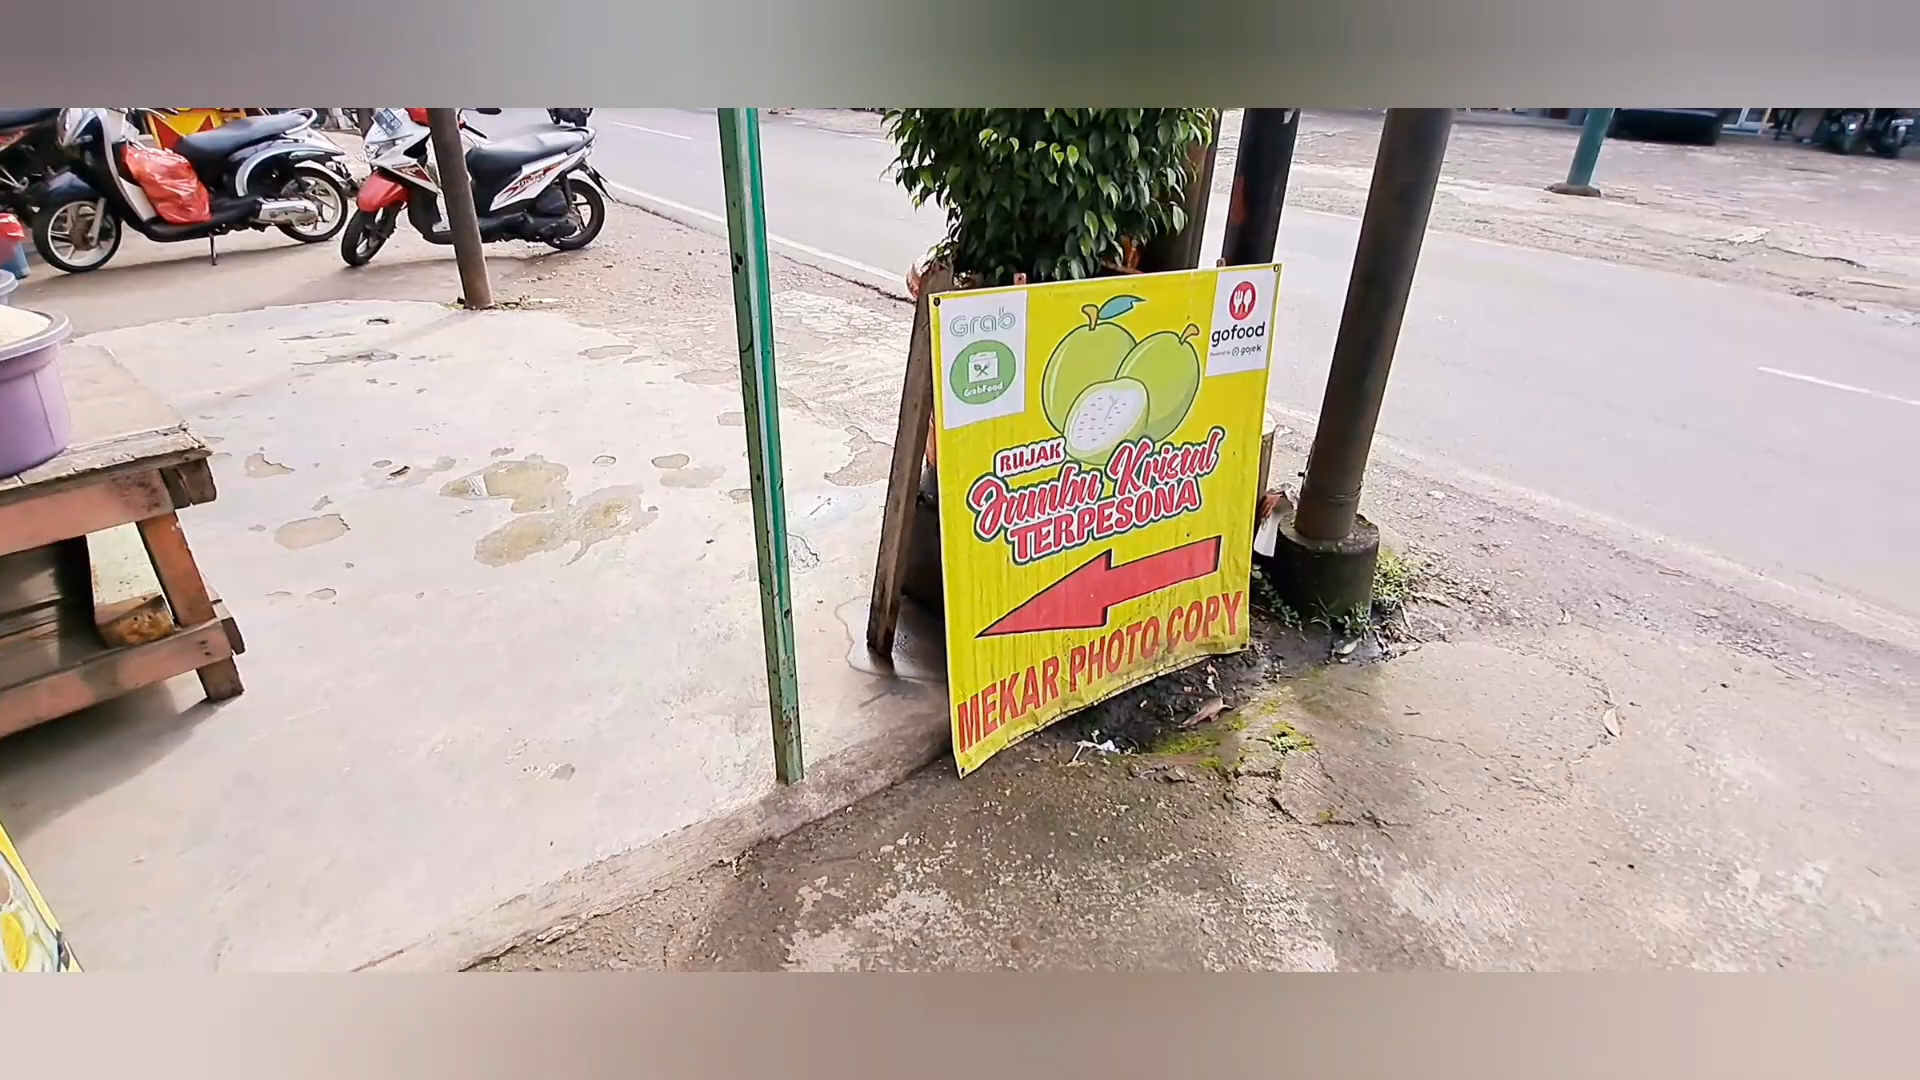 Grab
GrabFood
gofood
Powered by gojek
RUJAK
Jambu Kristal
TERPESONA
MEKAR PHOTO COPY